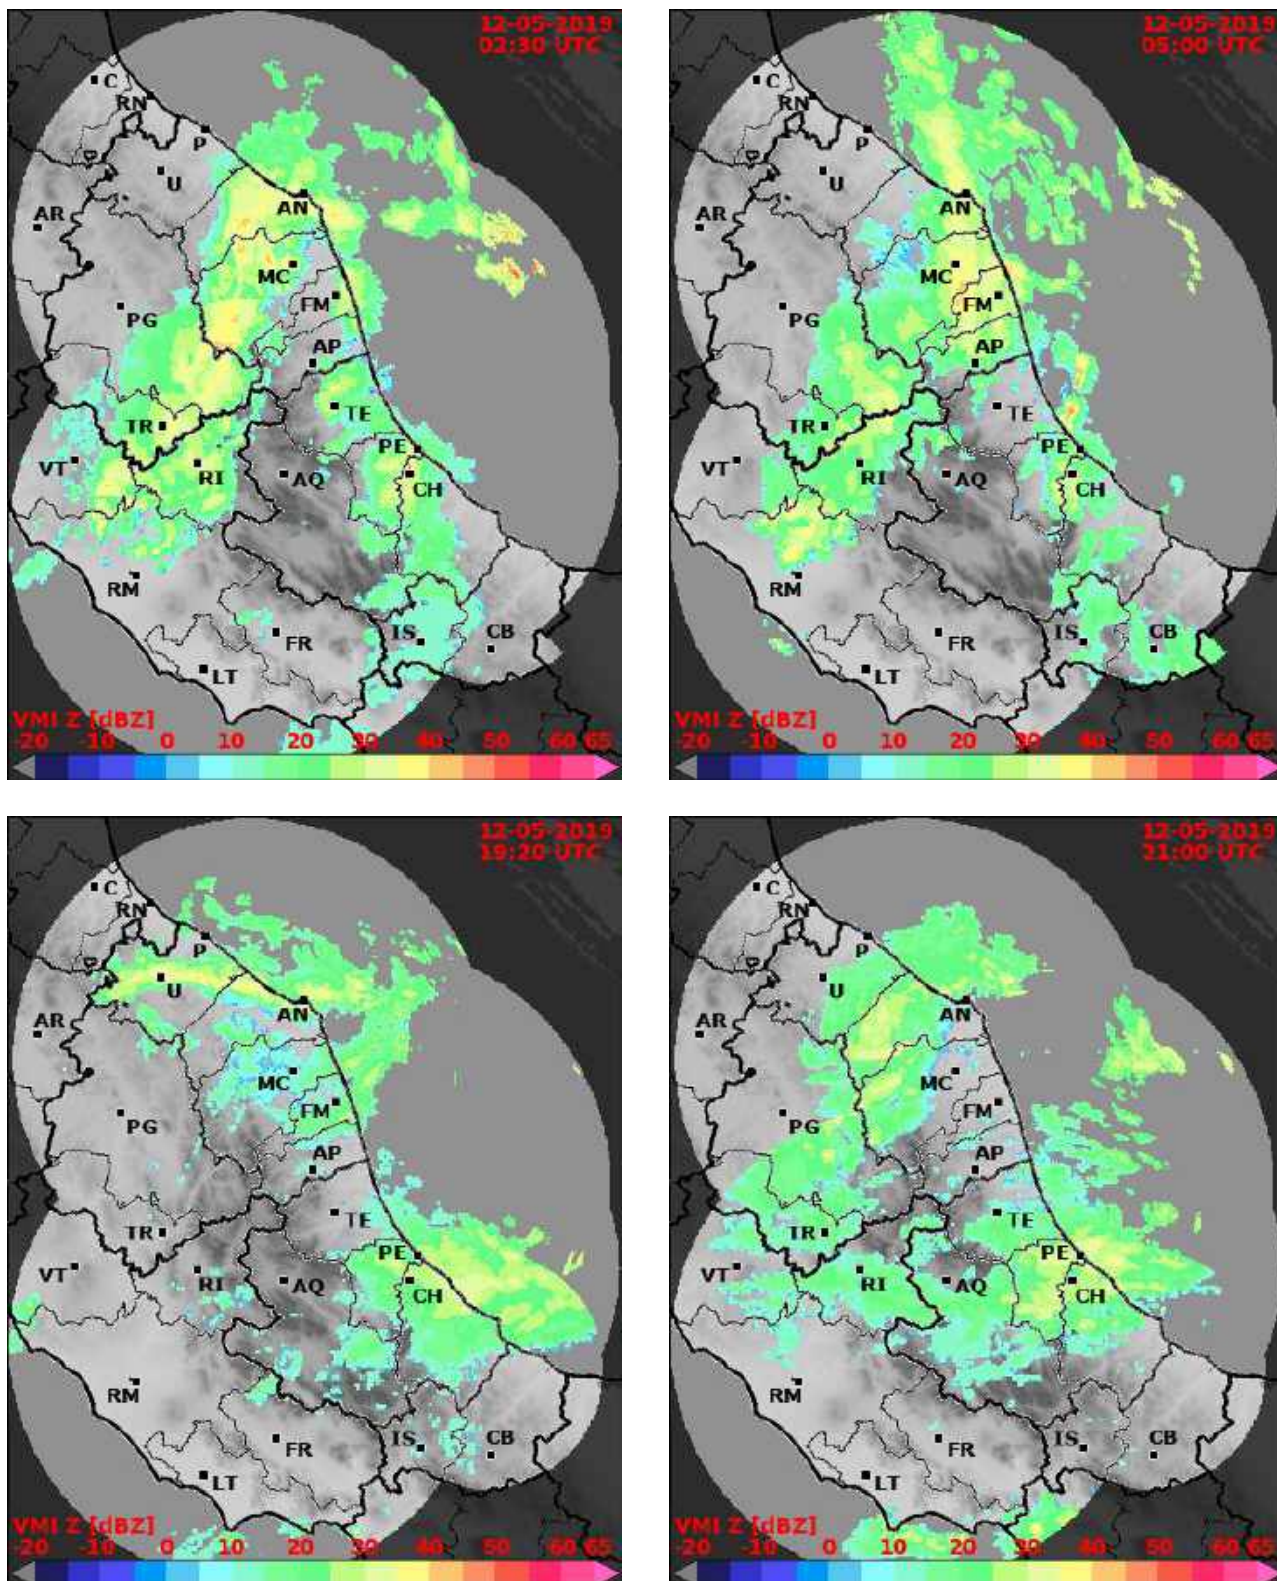 12-05-2019
02:30 UTC
C
RN
P
U
AN
AR
MC
FM
PG
AP
TE
TR
PE
VT
RI
AQ
CH
RM
IS
FR
CB
LT
VMI Z [dBZ]
-20 -10 0 10 20 30 40 50 60 65
12-05-2019
05:00 UTC
C
RN
P
U
AN
AR
MC
FM
PG
AP
TE
TR
PE
VT
RI
AQ
CH
RM
IS
FR
CB
LT
VMI Z [dBZ]
-20 -10 0 10 20 30 40 50 60 65
12-05-2019
19:20 UTC
C
RN
P
U
AN
AR
MC
FM
PG
AP
TE
TR
PE
VT
RI
AQ
CH
RM
IS
FR
CB
LT
VMI Z [dBZ]
-20 -10 0 10 20 30 40 50 60 65
12-05-2019
21:00 UTC
C
RN
P
U
AN
AR
MC
FM
PG
AP
TE
TR
PE
VT
RI
AQ
CH
RM
IS
FR
CB
LT
VMI Z [dBZ]
-20 -10 0 10 20 30 40 50 60 65